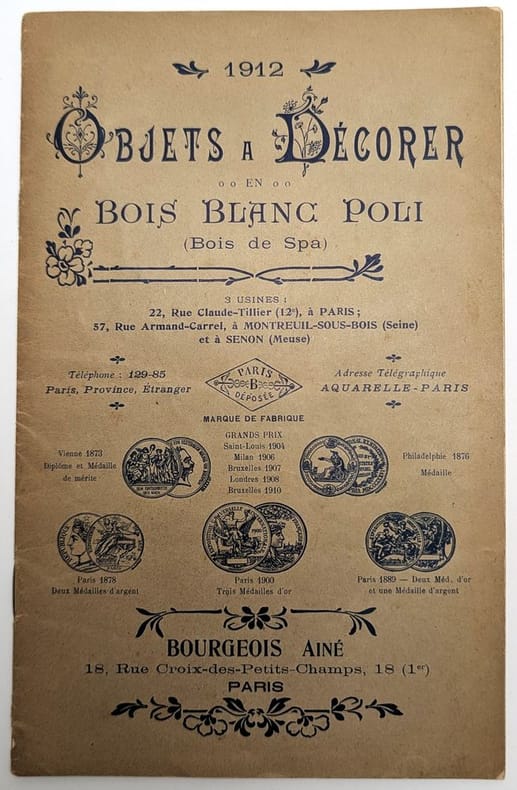 1912
OBJETS A DÉCORER
EN
BOIS BLANC POLI
(Bois de Spa)
3 USINES :
22, Rue Claude-Tillier (12e), à PARIS ;
57, Rue Armand-Carrel, à MONTREUIL-SOUS-BOIS (Seine)
et à SENON (Meuse)
Téléphone : 129-85
Paris, Province, Étranger
PARIS
B
DÉPOSÉE
Adresse Télégraphique
AQUARELLE-PARIS
MARQUE DE FABRIQUE
Vienne 1873
Diplôme et Médaille
de mérite
GRANDS PRIX
Saint-Louis 1904
Milan 1906
Bruxelles 1907
Londres 1908
Bruxelles 1910
Philadelphie 1876
Médaille
Paris 1878
Deux Médailles d'argent
Paris 1900
Trois Médailles d'or
Paris 1889 — Deux Méd. d'or
et une Médaille d'argent
BOURGEOIS AINÉ
18, Rue Croix-des-Petits-Champs, 18 (1er)
PARIS